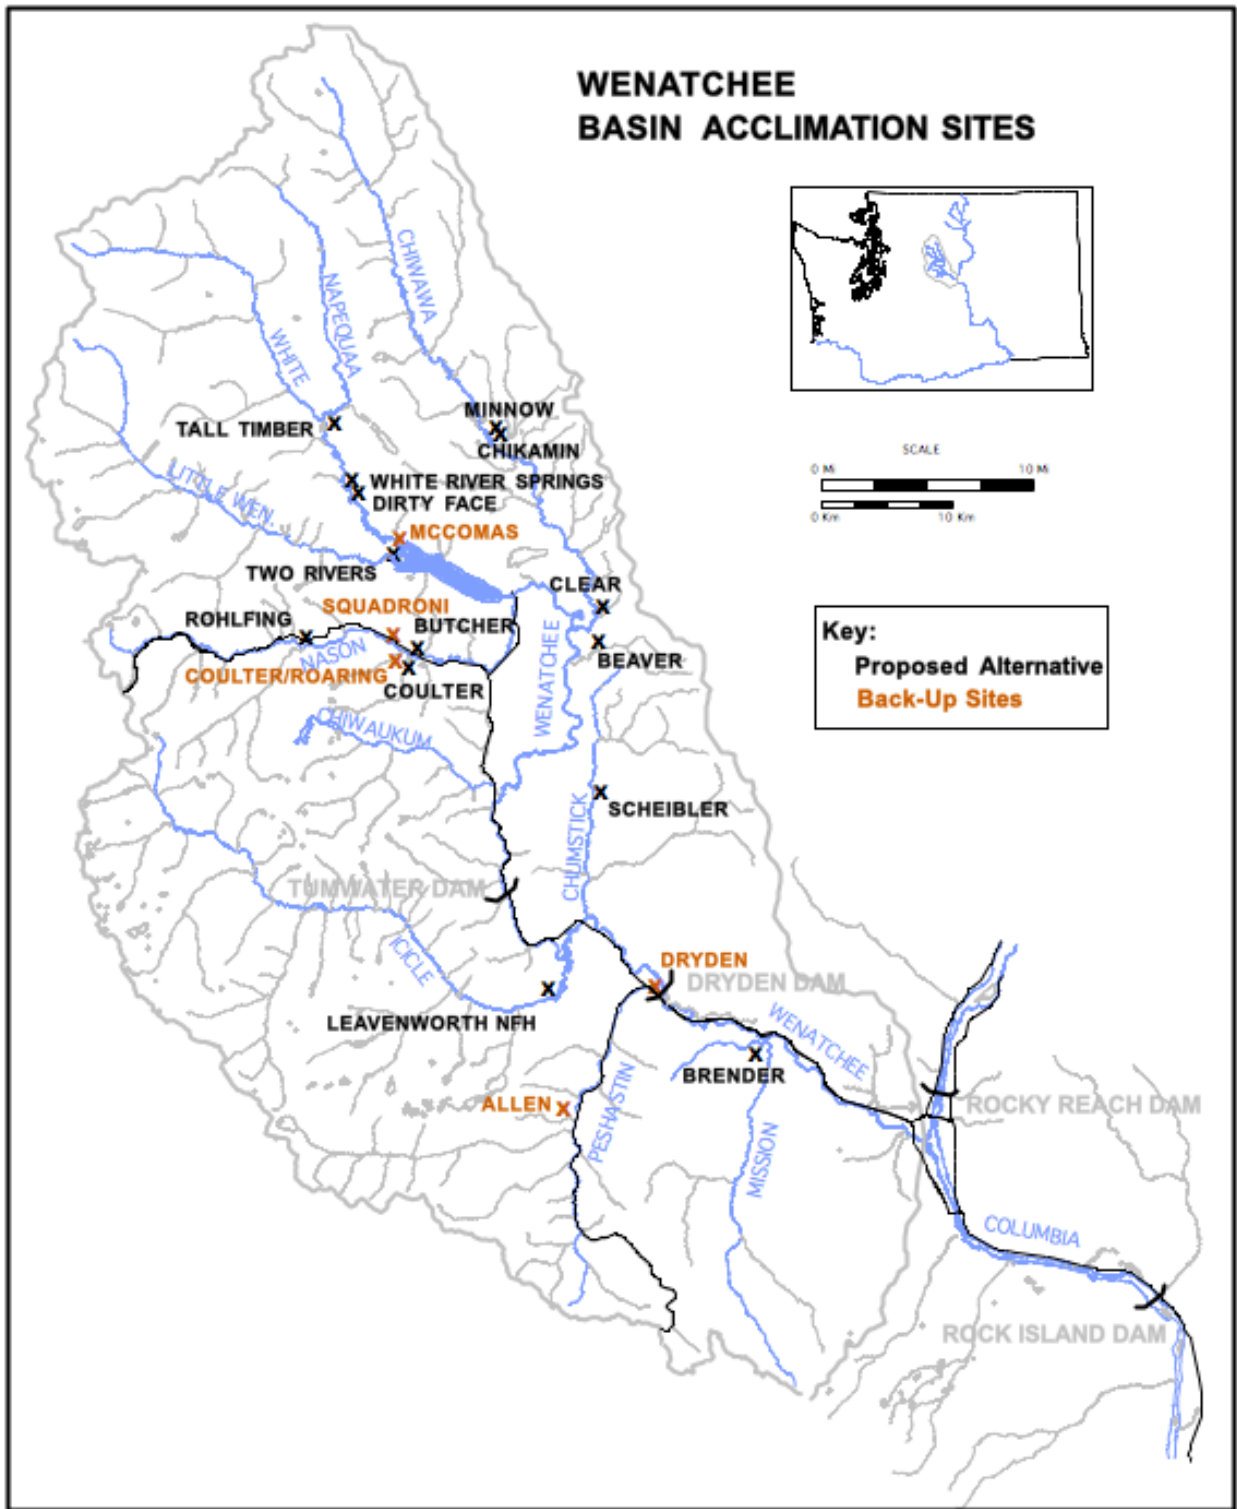 WENATCHEE
BASIN ACCLIMATION SITES
CHIWAWA
NAPEQUAA
WHITE
MINNOW
TALL TIMBER
CHIKAMIN
SCALE
0 Mi 10 Mi
0 Km 10 Km
WHITE RIVER SPRINGS
DIRTY FACE
LITTLE WEN.
MCCOMAS
TWO RIVERS
CLEAR
SQUADRONI
ROHLFING
BUTCHER
NASON
WENATCHEE
BEAVER
COULTER/ROARING
COULTER
Key:
Proposed Alternative
Back-Up Sites
CHIWAUKUM
SCHEIBLER
CHUMSTICK
TUMWATER DAM
ICICLE
DRYDEN
DRYDEN DAM
LEAVENWORTH NFH
WENATCHEE
BRENDER
ALLEN
PESHASTIN
MISSION
ROCKY REACH DAM
COLUMBIA
ROCK ISLAND DAM